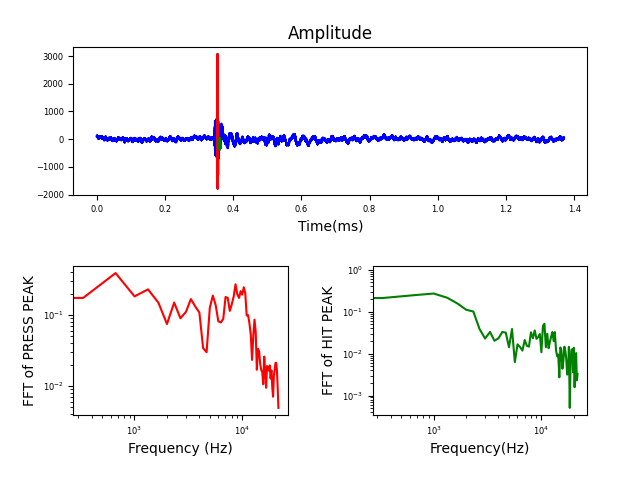 Amplitude
3000
2000
1000
0
−1000
−2000
0.0 0.2 0.4 0.6 0.8 1.0 1.2 1.4
Time(ms)
FFT of PRESS PEAK
10⁻¹
10⁻²
10³ 10⁴
Frequency (Hz)
FFT of HIT PEAK
10⁰
10⁻¹
10⁻²
10⁻³
10³ 10⁴
Frequency(Hz)